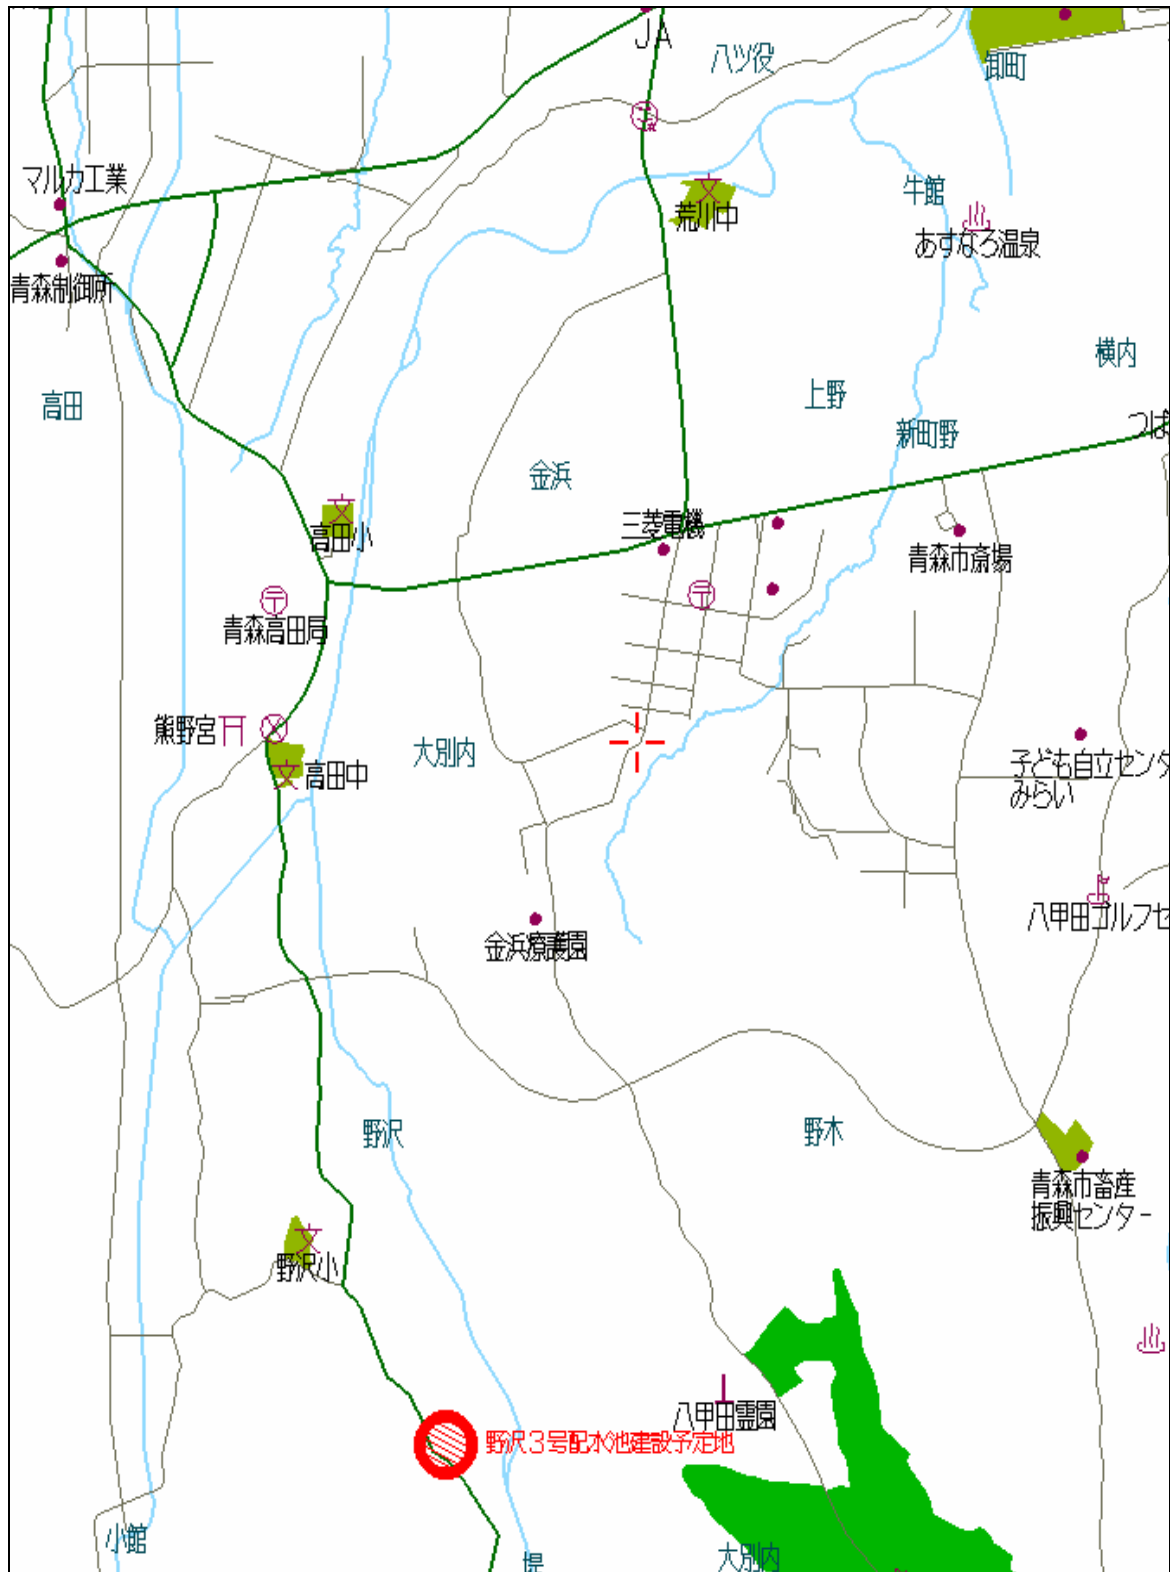 JA
八ツ役
卸町
マルカ工業
荒川中
牛館
あすなろ温泉
青森制御所
横内
高田
上野
つば
新町野
金浜
三菱電機
高田小
青森市斎場
〒
〒
青森高田局
熊野宮
大別内
高田中
子ども自立センタ
みらい
八甲田ゴルフセ
金浜療護園
野沢
野木
青森市畜産
振興センター
野沢小
八甲田霊園
野沢3号配水池建設予定地
小館
大別内
堤